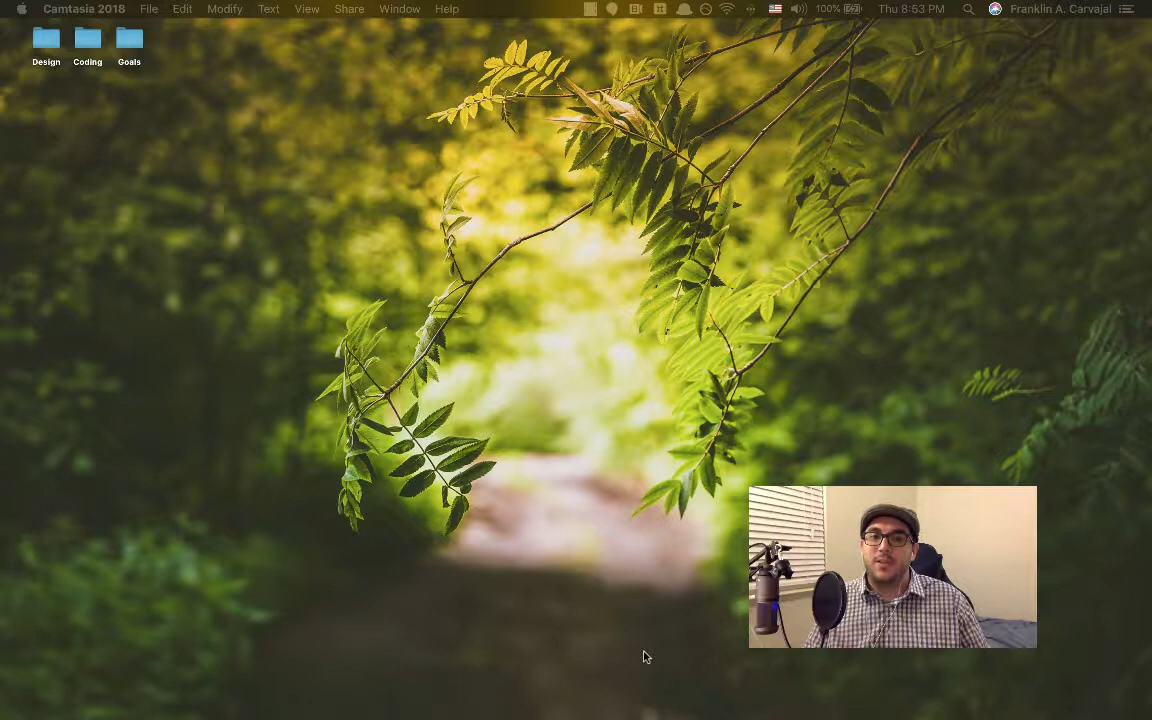 Camtasia 2018 File Edit Modify Text View Share Window Help 100% Thu 8:53 PM Franklin A. Carvajal
Design Coding Goals